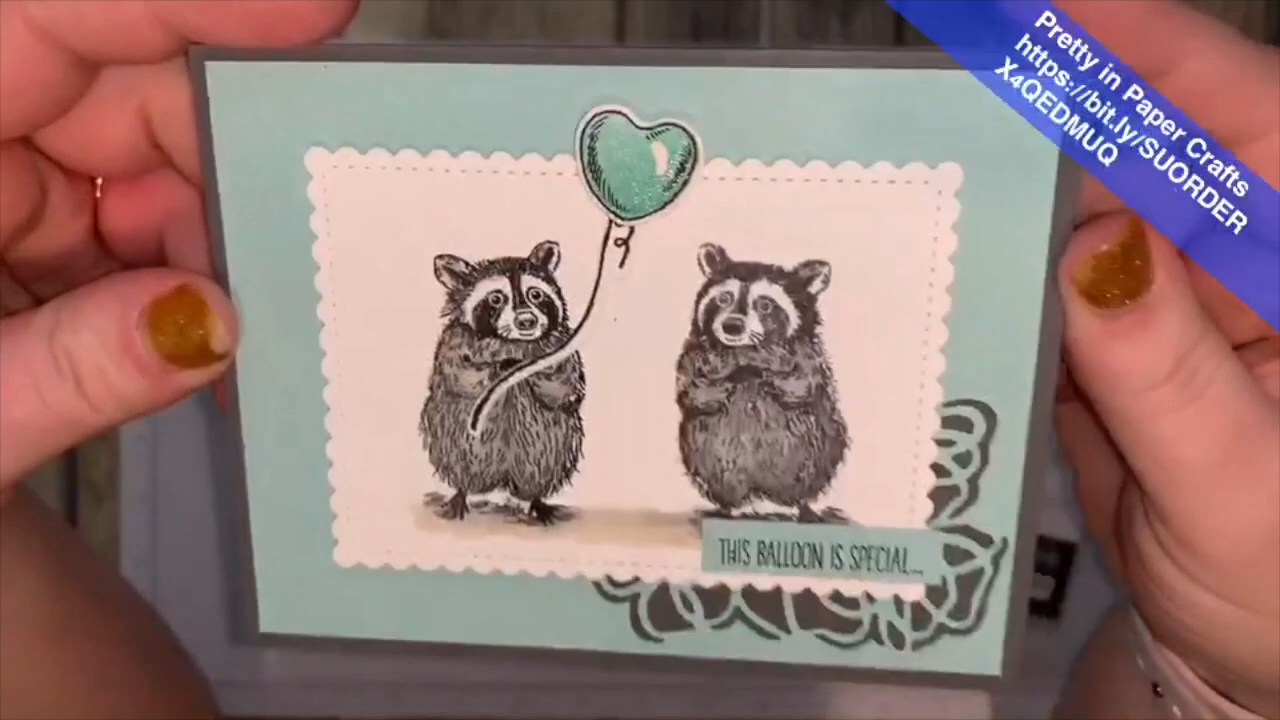 Pretty in Paper Crafts
https://bit.ly/SUORDER
X4QEDMUQ
THIS BALLOON IS SPECIAL...